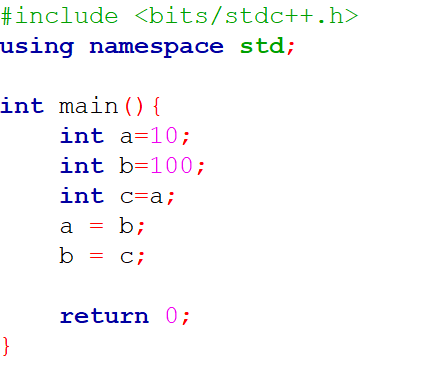 #include <bits/stdc++.h>
using namespace std;
int main(){
int a=10;
int b=100;
int c=a;
a = b;
b = c;
return 0;
}